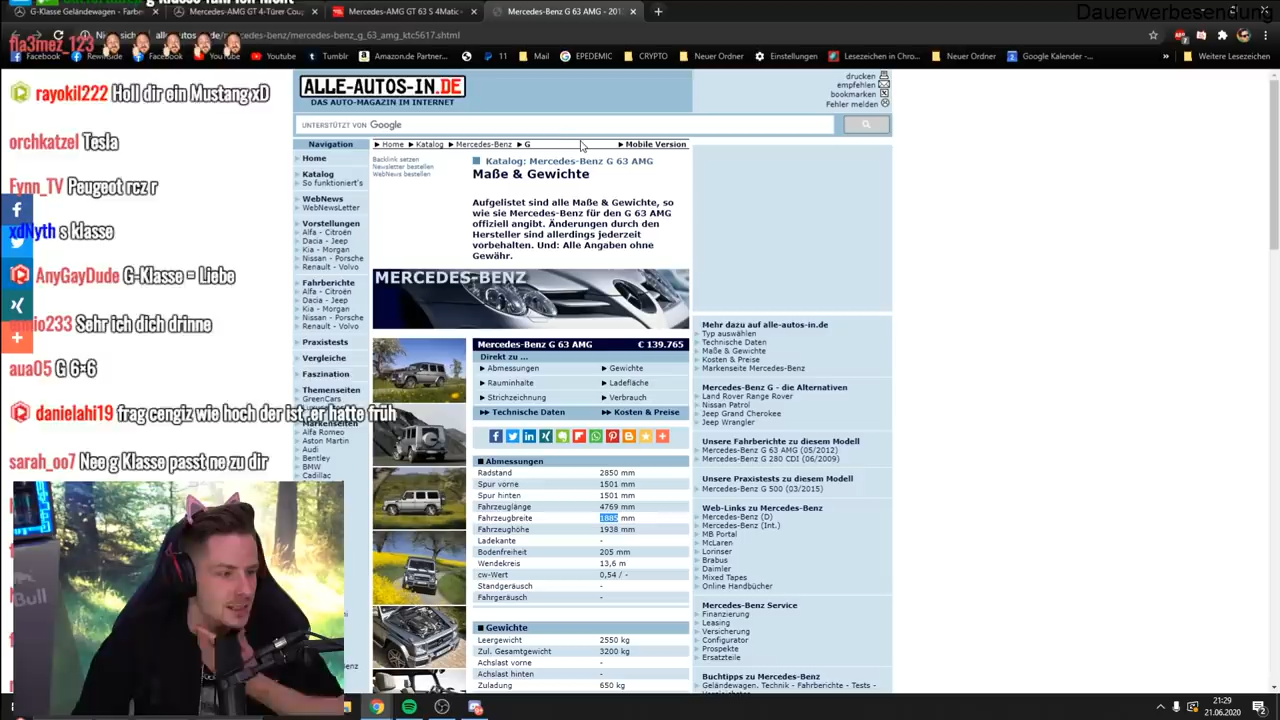 G-Klasse Geländewagen - Farben
Mercedes-AMG GT 4-Türer Coup
Mercedes-AMG GT 63 S 4Matic
Mercedes-Benz G 63 AMG - 201
Dauerwerbesendung
fla3mez_123
mercedes-benz/mercedes-benz_g_63_amg_ktc5617.shtml
Facebook
Reminside
Facebook
YouTube
YouTube
Tumblr
11
Mail
EPEDEMIC
CRYPTO
Neuer Ordner
Einstellungen
Lesezeichen in Chro...
Neuer Ordner
Google Kalender -...
Weitere Lesezeichen
rayokil222 Holl dir ein Mustang xD
orchkatzel Tesla
Fynn_TV Peugeot rcz r
xdNyth s klasse
AnyGayDude G-Klasse = Liebe
233 Sehr ich dich drinne
aua05 G 6-6
danielahi19 frag cengiz wie hoch der ist, er hatte früh
sarah_oo7 Nee g Klasse passt ne zu dir
ALLE-AUTOS-IN.DE
DAS AUTO-MAGAZIN IM INTERNET
drucken
empfehlen
bookmarken
Fehler melden
UNTERSTÜTZT VON Google
Navigation
Home
Katalog
So funktioniert's
WebNews
WebNewsLetter
Vorstellungen
Alfa - Citroën
Dacia - Jeep
Kia - Morgan
Nissan - Porsche
Renault - Volvo
Fahrberichte
Alfa - Citroën
Dacia - Jeep
Kia - Morgan
Nissan - Porsche
Renault - Volvo
Praxistests
Vergleiche
Faszination
Themenseiten
GreenCars
Markenseiten
Alfa Romeo
Aston Martin
Audi
Bentley
BMW
Cadillac
Home Katalog Mercedes-Benz G
Mobile Version
Backlink setzen
Newsletter bestellen
WebNews bestellen
Katalog: Mercedes-Benz G 63 AMG
Maße & Gewichte
Aufgelistet sind alle Maße & Gewichte, so
wie sie Mercedes-Benz für den G 63 AMG
offiziell angibt. Änderungen durch den
Hersteller sind allerdings jederzeit
vorbehalten. Und: Alle Angaben ohne
Gewähr.
MERCEDES-BENZ
Mercedes-Benz G 63 AMG € 139.765
Direkt zu ...
Abmessungen Gewichte
Rauminhalte Ladefläche
Strichzeichnung Verbrauch
Technische Daten Kosten & Preise
Abmessungen
Radstand 2850 mm
Spur vorne 1501 mm
Spur hinten 1501 mm
Fahrzeuglänge 4769 mm
Fahrzeugbreite 1885 mm
Fahrzeughöhe 1938 mm
Ladekante -
Bodenfreiheit 205 mm
Wendekreis 13,6 m
cw-Wert 0,54 / -
Standgeräusch -
Fahrgeräusch -
Gewichte
Leergewicht 2550 kg
Zul. Gesamtgewicht 3200 kg
Achslast vorne -
Achslast hinten -
Zuladung 650 kg
Mehr dazu auf alle-autos-in.de
Typ auswählen
Technische Daten
Maße & Gewichte
Kosten & Preise
Markenseite Mercedes-Benz
Mercedes-Benz G - die Alternativen
Land Rover Range Rover
Nissan Patrol
Jeep Grand Cherokee
Jeep Wrangler
Unsere Fahrberichte zu diesem Modell
Mercedes-Benz G 63 AMG (05/2012)
Mercedes-Benz G 280 CDI (06/2009)
Unsere Praxistests zu diesem Modell
Mercedes-Benz G 500 (03/2015)
Web-Links zu Mercedes-Benz
Mercedes-Benz (D)
Mercedes-Benz (Int.)
MB Portal
McLaren
Lorinser
Brabus
Daimler
Mixed Tapes
Online Handbücher
Mercedes-Benz Service
Finanzierung
Leasing
Versicherung
Configurator
Prospekte
Ersatzteile
Buchtipps zu Mercedes-Benz
Geländewagen. Technik - Fahrberichte - Tests -
21:29
21.06.2020